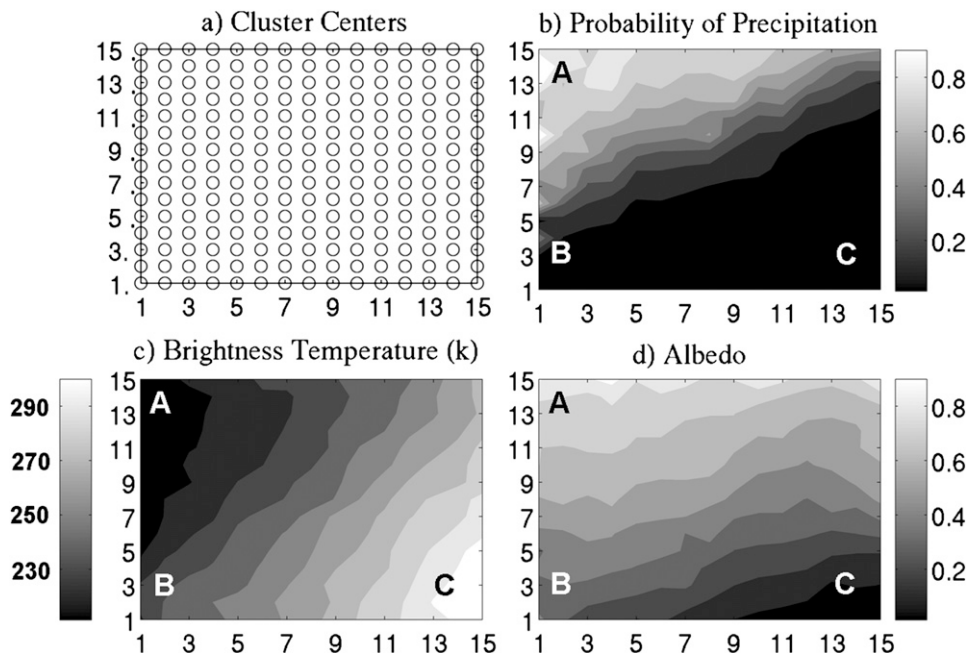 a) Cluster Centers
15
13
11
9
7
5
3
1
1 3 5 7 9 11 13 15
b) Probability of Precipitation
15
13
11
9
7
5
3
1
1 3 5 7 9 11 13 15
A
B
C
0.8
0.6
0.4
0.2
c) Brightness Temperature (k)
290
270
250
230
15
13
11
9
7
5
3
1
1 3 5 7 9 11 13 15
A
B
C
d) Albedo
15
13
11
9
7
5
3
1
1 3 5 7 9 11 13 15
A
B
C
0.8
0.6
0.4
0.2